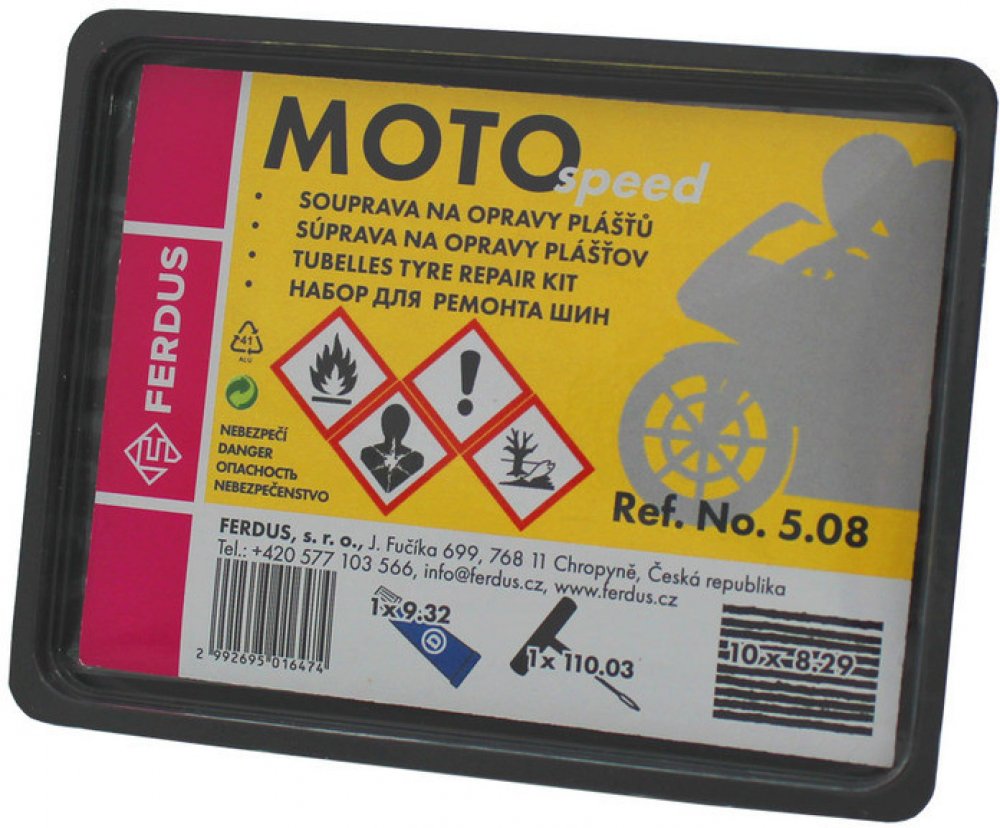 MOTO
speed
• SOUPRAVA NA OPRAVY PLÁŠŤŮ
• SÚPRAVA NA OPRAVY PLÁŠŤOV
• TUBELLES TYRE REPAIR KIT
• НАБОР ДЛЯ РЕМОНТА ШИН
FERDUS
41
ALU
NEBEZPEČÍ
DANGER
ОПАСНОСТЬ
NEBEZPEČENSTVO
Ref. No. 5.08
FERDUS, s. r. o., J. Fučíka 699, 768 11 Chropyně, Česká republika
Tel.: +420 577 103 566, info@ferdus.cz, www.ferdus.cz
2 992695 016474
1x 9.32
D
1x 110.03
10 x 8.29